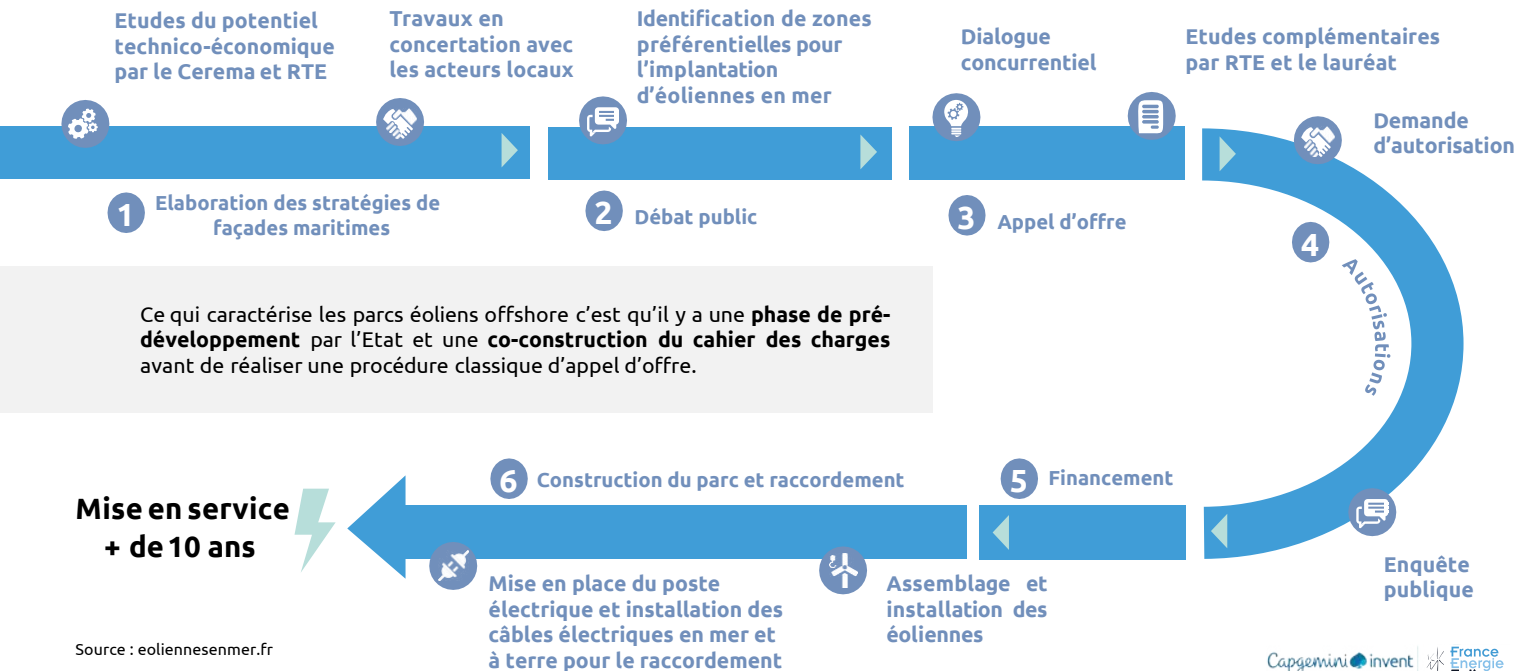 Etudes du potentiel
technico-économique
par le Cerema et RTE
Travaux en
concertation avec
les acteurs locaux
Identification de zones
préférentielles pour
l'implantation
d'éoliennes en mer
Dialogue
concurrentiel
Etudes complémentaires
par RTE et le lauréat
Demande
d'autorisation
1 Elaboration des stratégies de
façades maritimes
2 Débat public
3 Appel d'offre
4
Autorisations
Ce qui caractérise les parcs éoliens offshore c'est qu'il y a une phase de pré-
développement par l'Etat et une co-construction du cahier des charges
avant de réaliser une procédure classique d'appel d'offre.
6 Construction du parc et raccordement
5 Financement
Mise en service
+ de 10 ans
Enquête
publique
Mise en place du poste
électrique et installation des
câbles électriques en mer et
à terre pour le raccordement
Assemblage et
installation des
éoliennes
Source : eoliennesenmer.fr
Capgemini invent
France
Energie